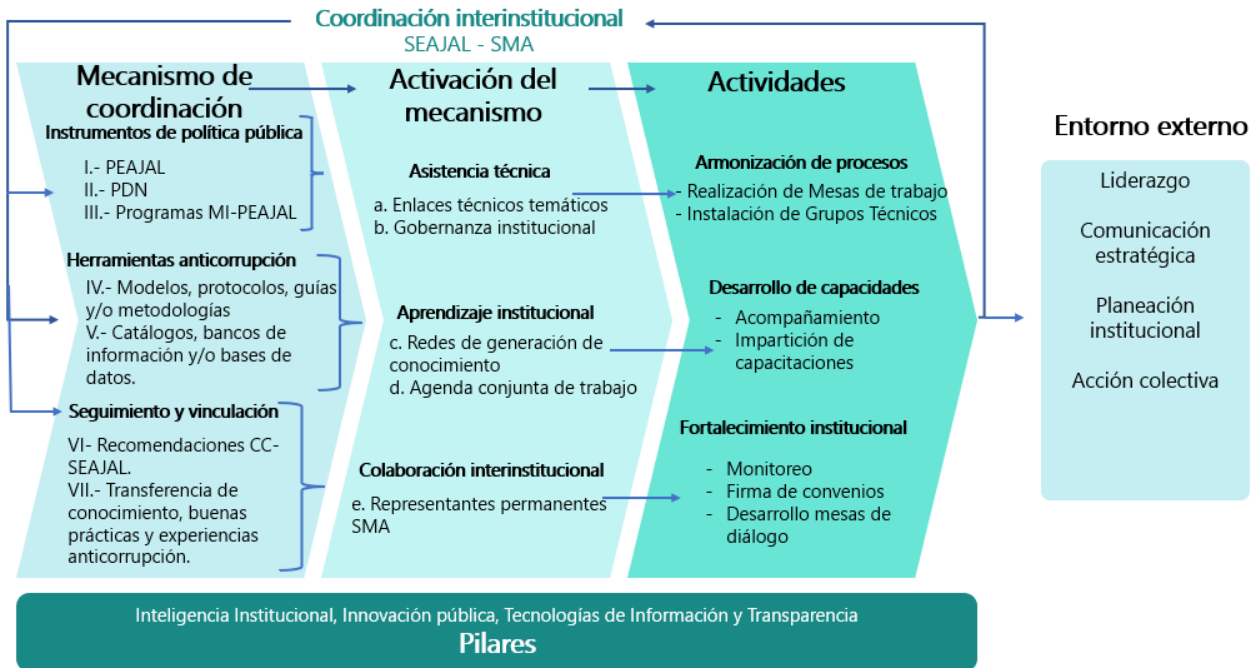 Coordinación interinstitucional
SEAJAL - SMA
Mecanismo de
coordinación
Instrumentos de política pública
I.- PEAJAL
II.- PDN
III.- Programas MI-PEAJAL
Herramientas anticorrupción
IV.- Modelos, protocolos, guías
y/o metodologías
V.- Catálogos, bancos de
información y/o bases de
datos.
Seguimiento y vinculación
VI- Recomendaciones CC-
SEAJAL.
VII.- Transferencia de
conocimiento, buenas
prácticas y experiencias
anticorrupción.
Activación del
mecanismo
Asistencia técnica
a. Enlaces técnicos temáticos
b. Gobernanza institucional
Aprendizaje institucional
c. Redes de generación de
conocimiento
d. Agenda conjunta de trabajo
Colaboración interinstitucional
e. Representantes permanentes
SMA
Actividades
Armonización de procesos
- Realización de Mesas de trabajo
- Instalación de Grupos Técnicos
Desarrollo de capacidades
- Acompañamiento
- Impartición de
capacitaciones
Fortalecimiento institucional
- Monitoreo
- Firma de convenios
- Desarrollo mesas de
diálogo
Entorno externo
Liderazgo
Comunicación
estratégica
Planeación
institucional
Acción colectiva
Inteligencia Institucional, Innovación pública, Tecnologías de Información y Transparencia
Pilares